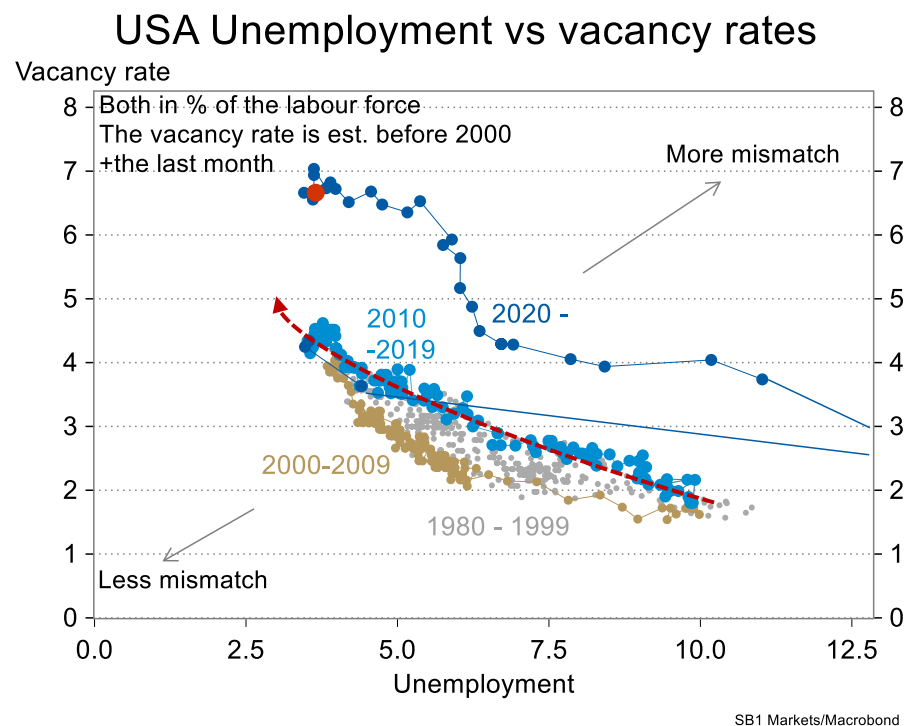 USA Unemployment vs vacancy rates
Vacancy rate
8 8
Both in % of the labour force
The vacancy rate is est. before 2000
+the last month
More mismatch
7 7
6 6
5 5
2020 -
2010
-2019
4 4
3 3
2000-2009
2 2
1980 - 1999
1 1
Less mismatch
0 0
0.0 2.5 5.0 7.5 10.0 12.5
Unemployment
SB1 Markets/Macrobond